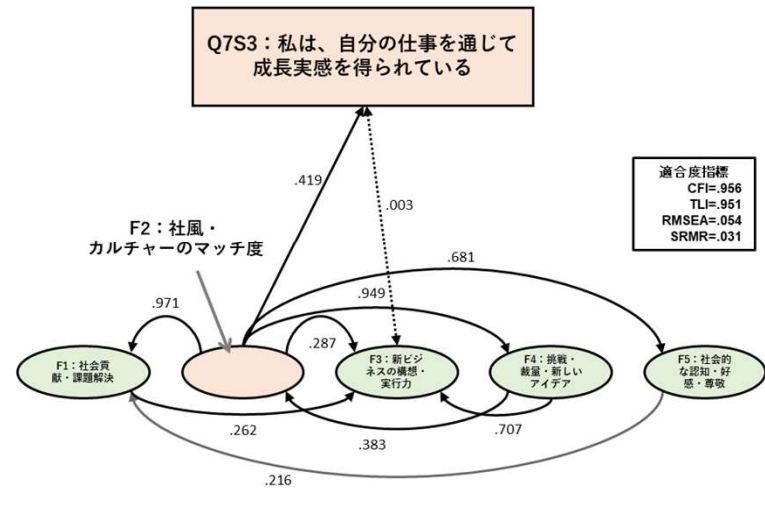 Q7S3：私は、自分の仕事を通じて
成長実感を得られている
.419
.003
適合度指標
CFI=.956
TLI=.951
RMSEA=.054
SRMR=.031
F2：社風・
カルチャーのマッチ度
.681
.949
.971
.287
F1：社会貢
献・課題解決
F3：新ビジ
ネスの構想・
実行力
F4：挑戦・
裁量・新しい
アイデア
F5：社会的
な認知・好
感・尊敬
.262
.383
.707
.216